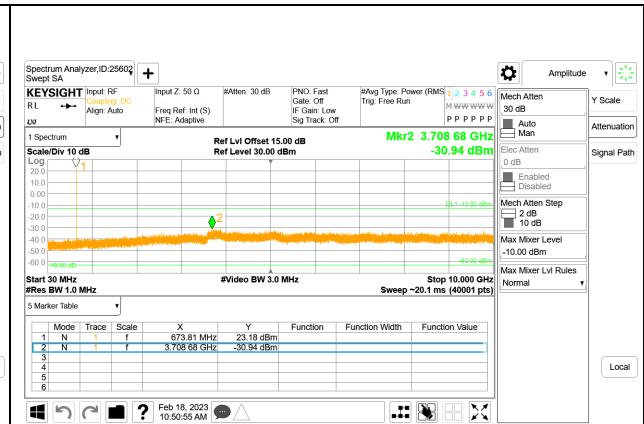 Spectrum Analyzer,ID:25602
Swept SA
+
Amplitude
KEYSIGHT
Input: RF
Input Z: 50 Ω
#Atten: 30 dB
PNO: Fast
#Avg Type: Power (RMS
1 2 3 4 5 6
RL
Coupling: DC
Gate: Off
Trig: Free Run
M W W W W W
Align: Auto
Freq Ref: Int (S)
IF Gain: Low
NFE: Adaptive
Sig Track: Off
P P P P P P
1 Spectrum
Ref Lvl Offset 15.00 dB
Mkr2 3.708 68 GHz
Scale/Div 10 dB
Ref Level 30.00 dBm
-30.94 dBm
Log
1
20.0
10.0
0.00
-10.0
DL1 -13.00 dBm
-20.0
2
-30.0
-40.0
-50.0
-60.0
Start 30 MHz
#Video BW 3.0 MHz
Stop 10.000 GHz
#Res BW 1.0 MHz
Sweep ~20.1 ms (40001 pts)
5 Marker Table
Mode Trace Scale X Y Function Function Width Function Value
1 N 1 f 673.81 MHz 23.18 dBm
2 N 1 f 3.708 68 GHz -30.94 dBm
3
4
5
6
Mech Atten
30 dB
Auto
Man
Elec Atten
0 dB
Enabled
Disabled
Mech Atten Step
2 dB
10 dB
Max Mixer Level
-10.00 dBm
Max Mixer Lvl Rules
Normal
Y Scale
Attenuation
Signal Path
Local
?
Feb 18, 2023
10:50:55 AM